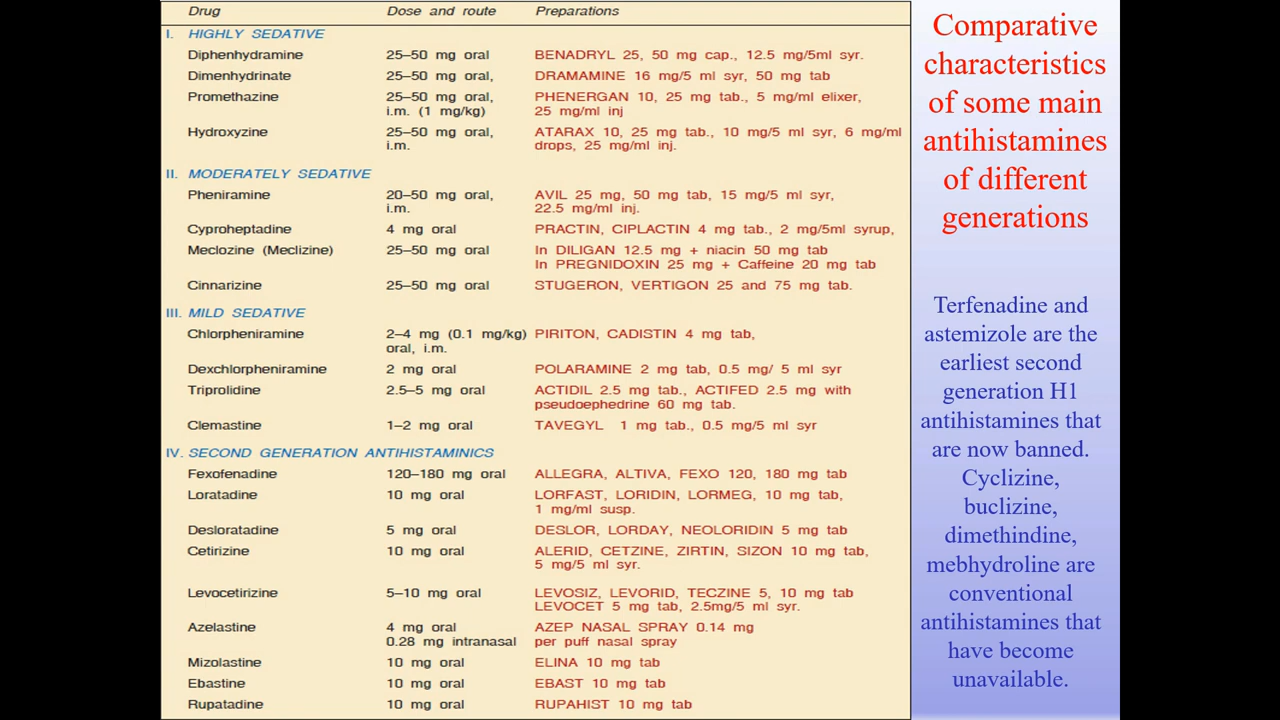 Drug Dose and route Preparations
I. HIGHLY SEDATIVE
Diphenhydramine 25–50 mg oral BENADRYL 25, 50 mg cap., 12.5 mg/5ml syr.
Dimenhydrinate 25–50 mg oral, DRAMAMINE 16 mg/5 ml syr, 50 mg tab
Promethazine 25–50 mg oral, PHENERGAN 10, 25 mg tab., 5 mg/ml elixer,
i.m. (1 mg/kg) 25 mg/ml inj
Hydroxyzine 25–50 mg oral, ATARAX 10, 25 mg tab., 10 mg/5 ml syr, 6 mg/ml
i.m. drops, 25 mg/ml inj.
II. MODERATELY SEDATIVE
Pheniramine 20–50 mg oral, AVIL 25 mg, 50 mg tab, 15 mg/5 ml syr,
i.m. 22.5 mg/ml inj.
Cyproheptadine 4 mg oral PRACTIN, CIPLACTIN 4 mg tab., 2 mg/5ml syrup,
Meclozine (Meclizine) 25–50 mg oral In DILIGAN 12.5 mg + niacin 50 mg tab
In PREGNIDOXIN 25 mg + Caffeine 20 mg tab
Cinnarizine 25–50 mg oral STUGERON, VERTIGON 25 and 75 mg tab.
III. MILD SEDATIVE
Chlorpheniramine 2–4 mg (0.1 mg/kg) PIRITON, CADISTIN 4 mg tab,
oral, i.m.
Dexchlorpheniramine 2 mg oral POLARAMINE 2 mg tab, 0.5 mg/ 5 ml syr
Triprolidine 2.5–5 mg oral ACTIDIL 2.5 mg tab., ACTIFED 2.5 mg with
pseudoephedrine 60 mg tab.
Clemastine 1–2 mg oral TAVEGYL 1 mg tab., 0.5 mg/5 ml syr
IV. SECOND GENERATION ANTIHISTAMINICS
Fexofenadine 120–180 mg oral ALLEGRA, ALTIVA, FEXO 120, 180 mg tab
Loratadine 10 mg oral LORFAST, LORIDIN, LORMEG, 10 mg tab,
1 mg/ml susp.
Desloratadine 5 mg oral DESLOR, LORDAY, NEOLORIDIN 5 mg tab
Cetirizine 10 mg oral ALERID, CETZINE, ZIRTIN, SIZON 10 mg tab,
5 mg/5 ml syr.
Levocetirizine 5–10 mg oral LEVOSIZ, LEVORID, TECZINE 5, 10 mg tab
LEVOCET 5 mg tab, 2.5mg/5 ml syr.
Azelastine 4 mg oral AZEP NASAL SPRAY 0.14 mg
0.28 mg intranasal per puff nasal spray
Mizolastine 10 mg oral ELINA 10 mg tab
Ebastine 10 mg oral EBAST 10 mg tab
Rupatadine 10 mg oral RUPAHIST 10 mg tab
Comparative
characteristics
of some main
antihistamines
of different
generations
Terfenadine and
astemizole are the
earliest second
generation H1
antihistamines that
are now banned.
Cyclizine,
buclizine,
dimethindine,
mebhydroline are
conventional
antihistamines that
have become
unavailable.